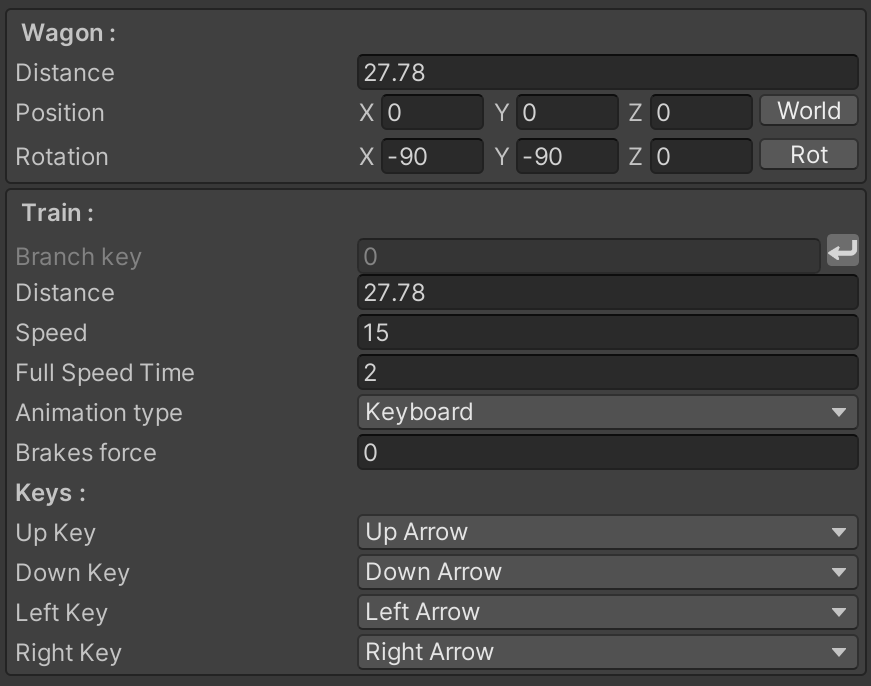 Wagon :
Distance 27.78
Position X 0 Y 0 Z 0 World
Rotation X -90 Y -90 Z 0 Rot
Train :
Branch key 0
Distance 27.78
Speed 15
Full Speed Time 2
Animation type Keyboard
Brakes force 0
Keys :
Up Key Up Arrow
Down Key Down Arrow
Left Key Left Arrow
Right Key Right Arrow